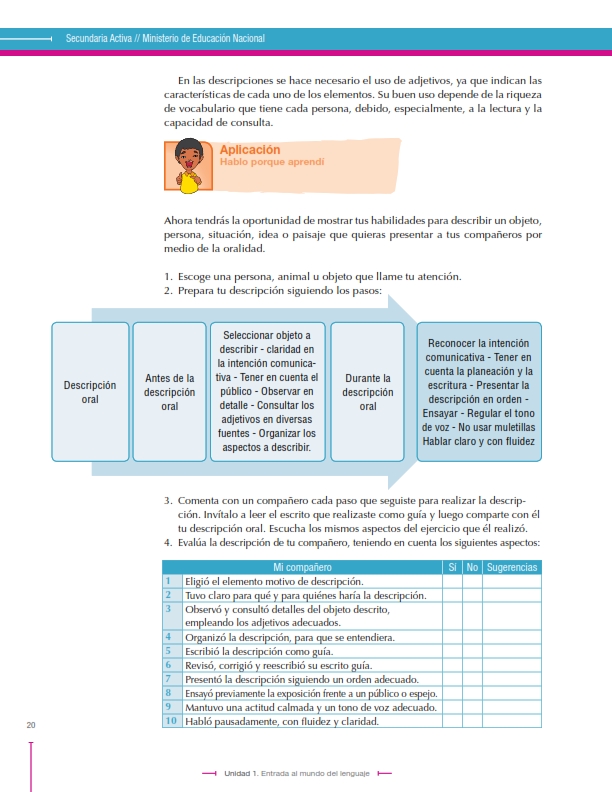 Secundaria Activa // Ministerio de Educación Nacional
En las descripciones se hace necesario el uso de adjetivos, ya que indican las
características de cada uno de los elementos. Su buen uso depende de la riqueza
de vocabulario que tiene cada persona, debido, especialmente, a la lectura y la
capacidad de consulta.
Aplicación
Hablo porque aprendí
Ahora tendrás la oportunidad de mostrar tus habilidades para describir un objeto,
persona, situación, idea o paisaje que quieras presentar a tus compañeros por
medio de la oralidad.
1. Escoge una persona, animal u objeto que llame tu atención.
2. Prepara tu descripción siguiendo los pasos:
Descripción
oral
Antes de la
descripción
oral
Seleccionar objeto a
describir - claridad en
la intención comunica-
tiva - Tener en cuenta el
público - Observar en
detalle - Consultar los
adjetivos en diversas
fuentes - Organizar los
aspectos a describir.
Durante la
descripción
oral
Reconocer la intención
comunicativa - Tener en
cuenta la planeación y la
escritura - Presentar la
descripción en orden -
Ensayar - Regular el tono
de voz - No usar muletillas
Hablar claro y con fluidez
3. Comenta con un compañero cada paso que seguiste para realizar la descrip-
ción. Invítalo a leer el escrito que realizaste como guía y luego comparte con él
tu descripción oral. Escucha los mismos aspectos del ejercicio que él realizó.
4. Evalúa la descripción de tu compañero, teniendo en cuenta los siguientes aspectos:
Mi compañero Sí No Sugerencias
1 Eligió el elemento motivo de descripción.
2 Tuvo claro para qué y para quiénes haría la descripción.
3 Observó y consultó detalles del objeto descrito,
empleando los adjetivos adecuados.
4 Organizó la descripción, para que se entendiera.
5 Escribió la descripción como guía.
6 Revisó, corrigió y reescribió su escrito guía.
7 Presentó la descripción siguiendo un orden adecuado.
8 Ensayó previamente la exposición frente a un público o espejo.
9 Mantuvo una actitud calmada y un tono de voz adecuado.
10 Habló pausadamente, con fluidez y claridad.
20
Unidad 1. Entrada al mundo del lenguaje